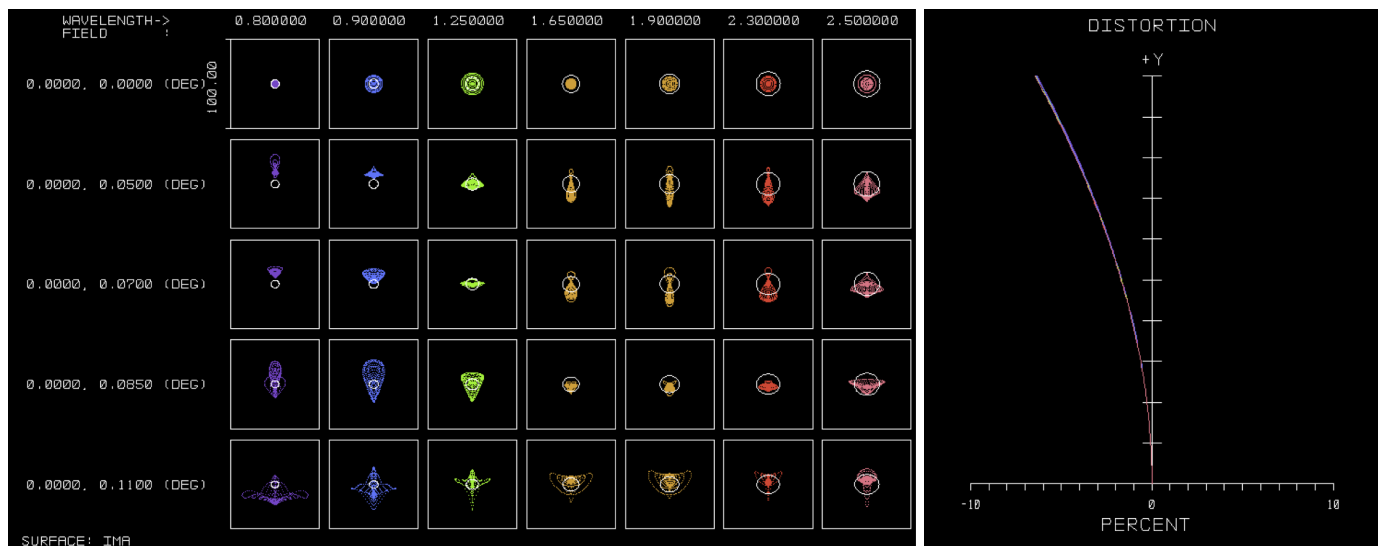 WAVELENGTH-> 0.800000 0.900000 1.250000 1.650000 1.900000 2.300000 2.500000
FIELD :
0.0000, 0.0000 (DEG)
100.00
0.0000, 0.0500 (DEG)
0.0000, 0.0700 (DEG)
0.0000, 0.0850 (DEG)
0.0000, 0.1100 (DEG)
SURFACE: IMA
DISTORTION
+Y
-10 0 10
PERCENT